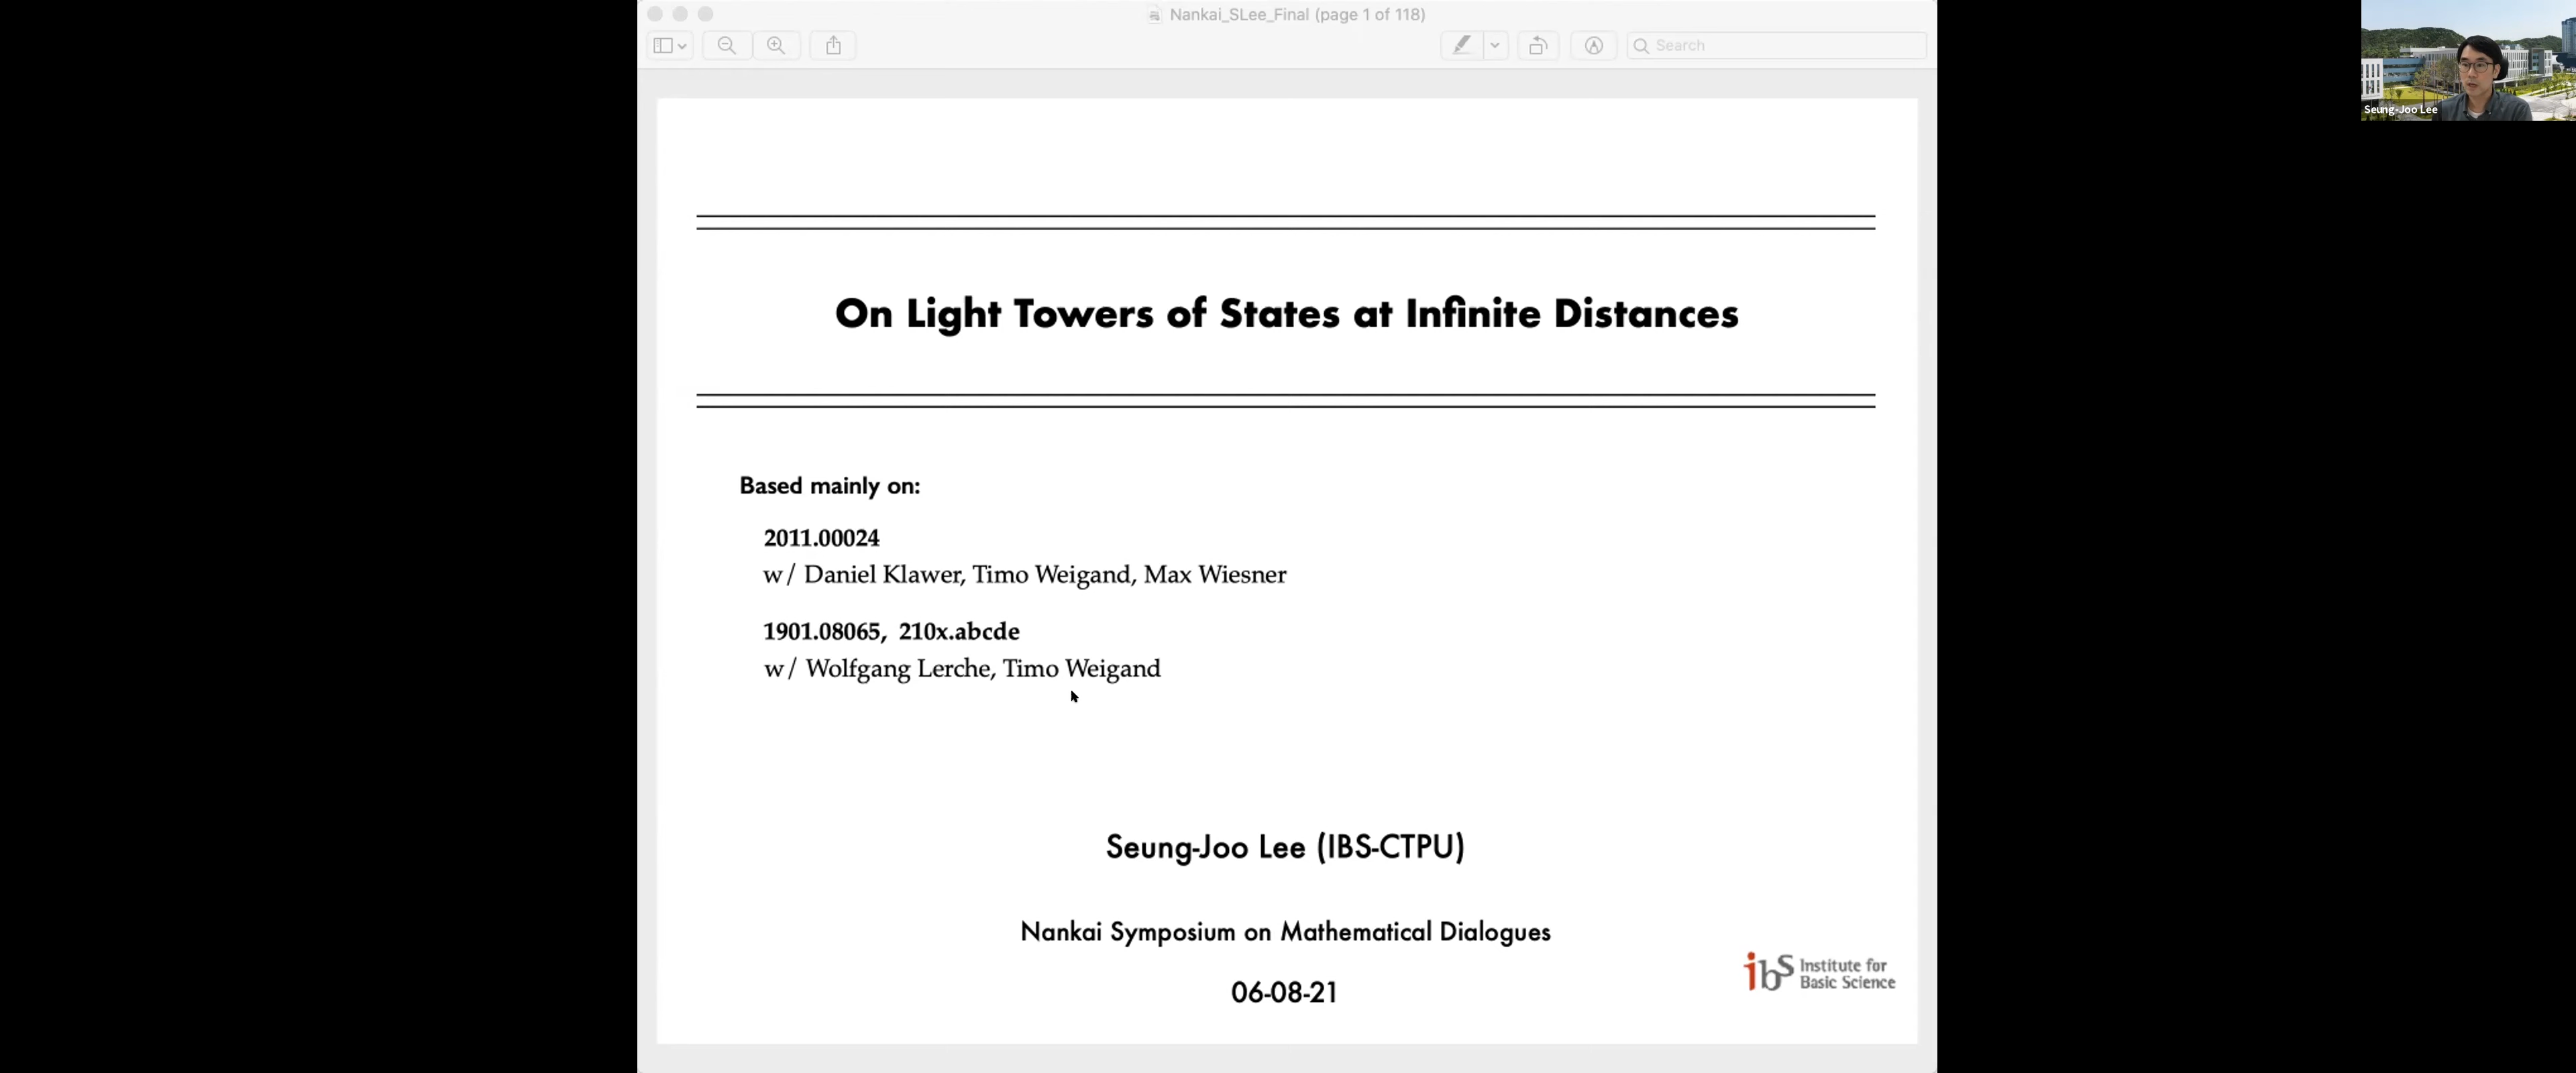 Nankai_SLee_Final (page 1 of 118)
Search
Seung-Joo Lee
On Light Towers of States at Infinite Distances
Based mainly on:
2011.00024
w/ Daniel Klawer, Timo Weigand, Max Wiesner
1901.08065, 210x.abcde
w/ Wolfgang Lerche, Timo Weigand
Seung-Joo Lee (IBS-CTPU)
Nankai Symposium on Mathematical Dialogues
06-08-21
ibS Institute for
Basic Science